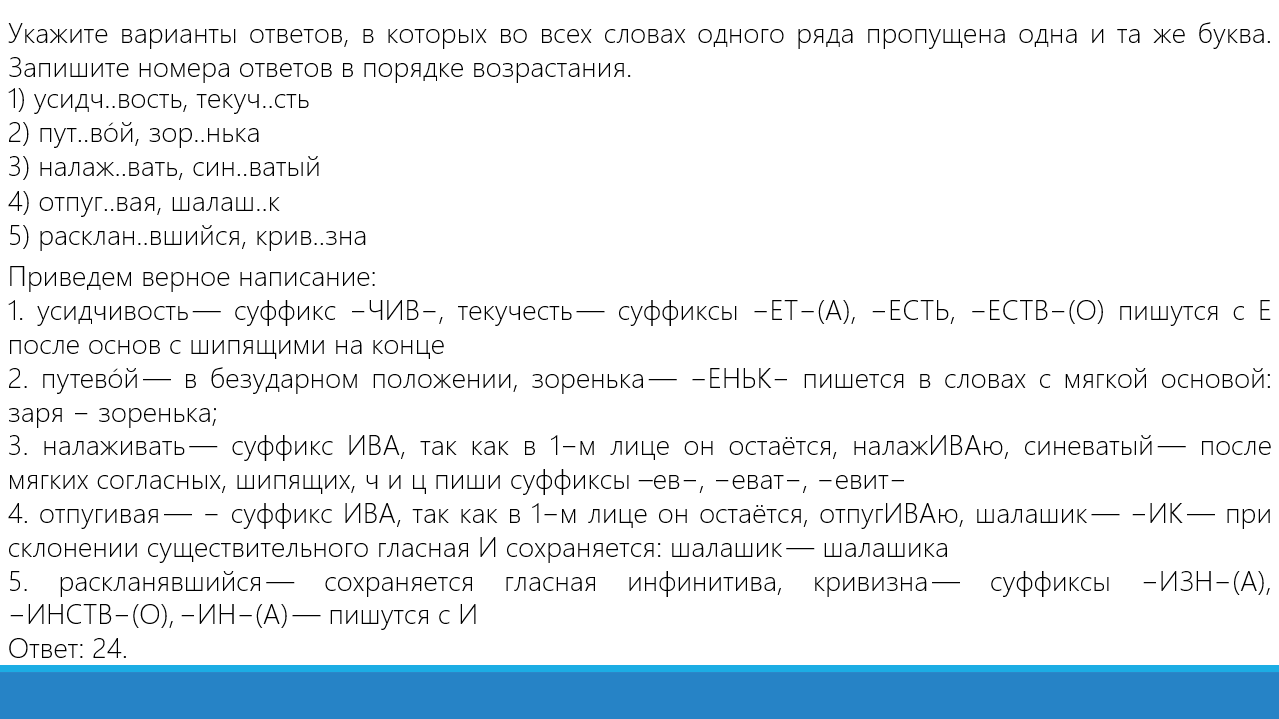 Укажите варианты ответов, в которых во всех словах одного ряда пропущена одна и та же буква.
Запишите номера ответов в порядке возрастания.
1) усидч..вость, текуч..сть
2) пут..во́й, зор..нька
3) налаж..вать, син..ватый
4) отпуг..вая, шалаш..к
5) расклан..вшийся, крив..зна
Приведем верное написание:
1. усидчивость — суффикс –ЧИВ–, текучесть — суффиксы –ЕТ–(А), –ЕСТЬ, –ЕСТВ–(О) пишутся с Е
после основ с шипящими на конце
2. путево́й — в безударном положении, зоренька — –ЕНЬК– пишется в словах с мягкой основой:
заря – зоренька;
3. налаживать — суффикс ИВА, так как в 1–м лице он остаётся, налажИВАю, синеватый — после
мягких согласных, шипящих, ч и ц пиши суффиксы –ев–, –еват–, –евит–
4. отпугивая — – суффикс ИВА, так как в 1–м лице он остаётся, отпугИВАю, шалашик — –ИК — при
склонении существительного гласная И сохраняется: шалашик — шалашика
5. раскланявшийся — сохраняется гласная инфинитива, кривизна — суффиксы –ИЗН–(А),
–ИНСТВ–(О), –ИН–(А) — пишутся с И
Ответ: 24.